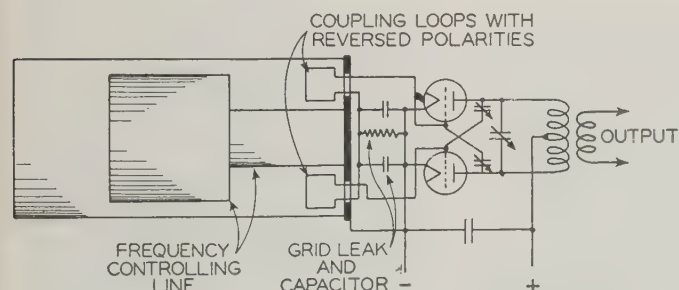 COUPLING LOOPS WITH
REVERSED POLARITIES
OUTPUT
FREQUENCY
CONTROLLING
LINE
GRID LEAK
AND
CAPACITOR
-
+